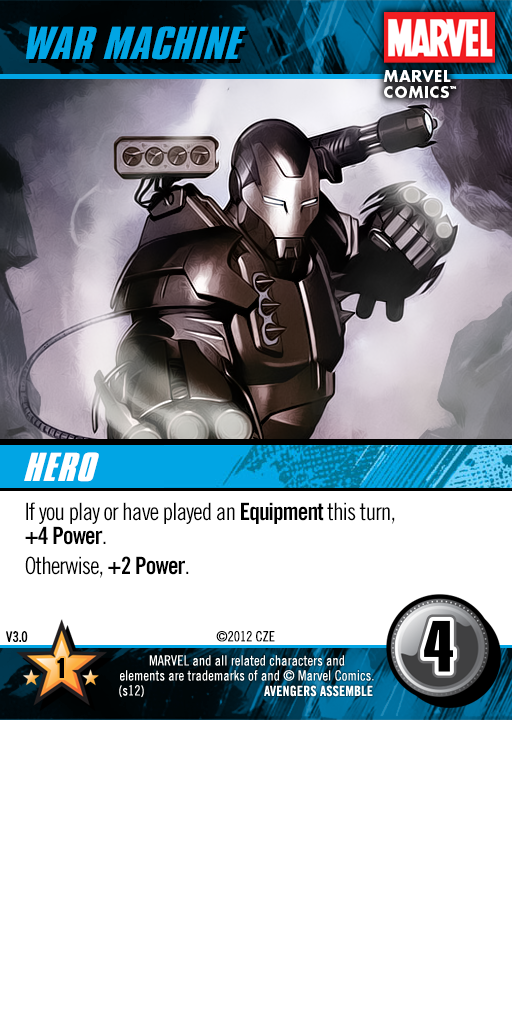 WAR MACHINE
MARVEL
MARVEL
COMICS™
HERO
If you play or have played an Equipment this turn,
+4 Power.
Otherwise, +2 Power.
V3.0
©2012 CZE
4
1
MARVEL and all related characters and
elements are trademarks of and © Marvel Comics.
(s12)
AVENGERS ASSEMBLE